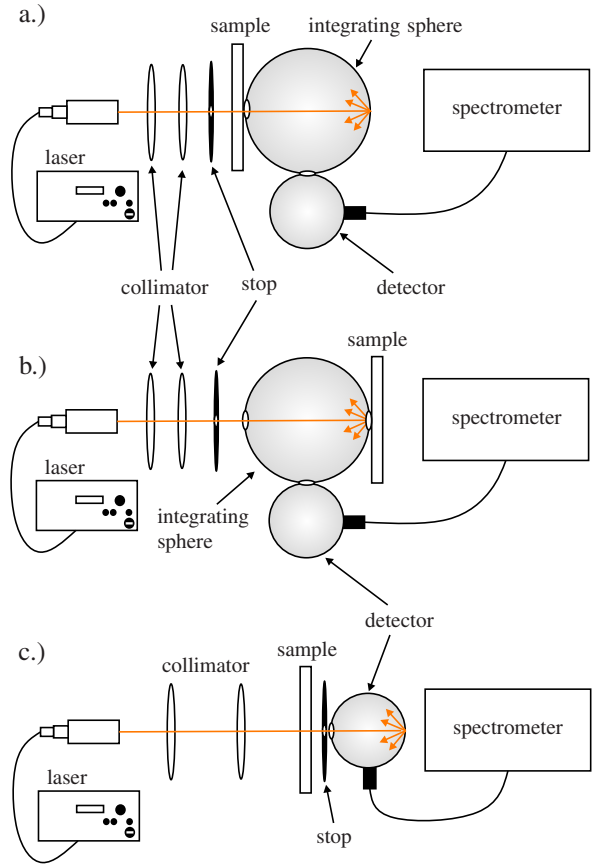 a.)
sample
integrating sphere
spectrometer
laser
collimator
stop
detector
b.)
sample
spectrometer
laser
integrating
sphere
detector
c.)
collimator
sample
spectrometer
laser
stop